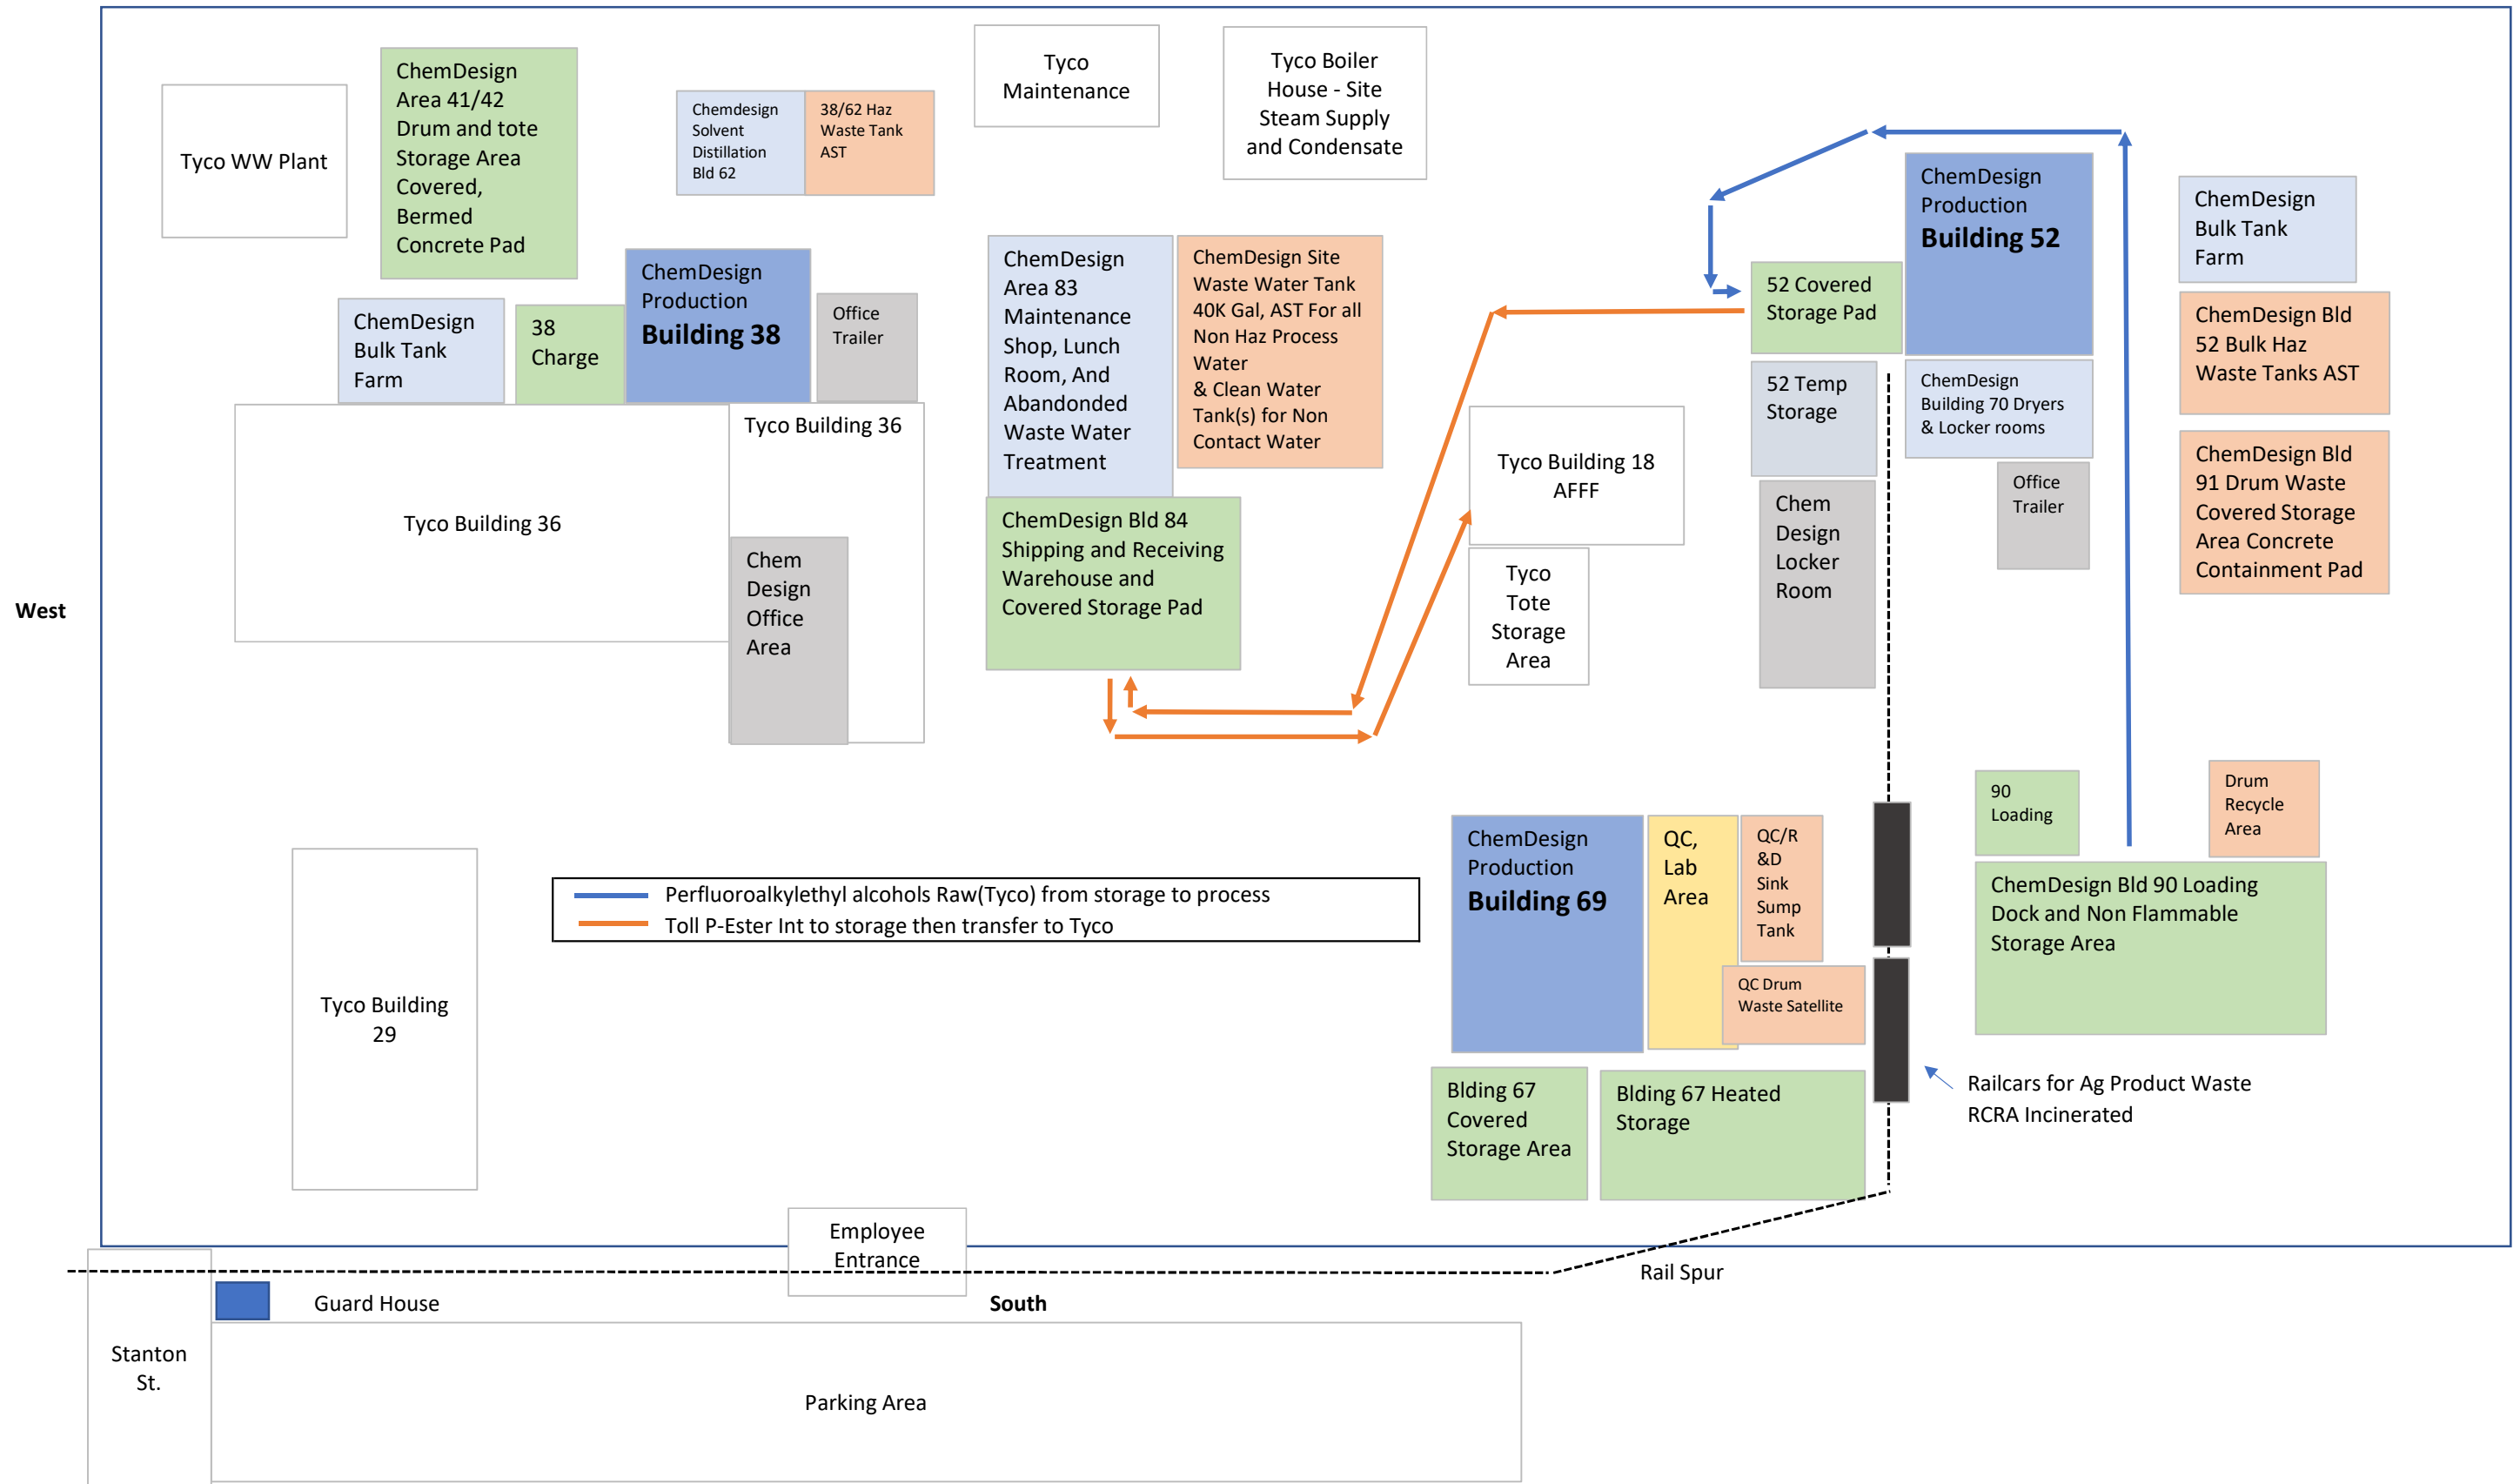 Tyco WW Plant
ChemDesign
Area 41/42
Drum and tote
Storage Area
Covered,
Bermed
Concrete Pad
Chemdesign
Solvent
Distillation
Bld 62
38/62 Haz
Waste Tank
AST
Tyco
Maintenance
Tyco Boiler
House - Site
Steam Supply
and Condensate
ChemDesign
Production
Building 52
ChemDesign
Bulk Tank
Farm
ChemDesign
Bulk Tank
Farm
38
Charge
ChemDesign
Production
Building 38
Office
Trailer
ChemDesign
Area 83
Maintenance
Shop, Lunch
Room, And
Abandonded
Waste Water
Treatment
ChemDesign Site
Waste Water Tank
40K Gal, AST For all
Non Haz Process
Water
& Clean Water
Tank(s) for Non
Contact Water
52 Covered
Storage Pad
ChemDesign Bld
52 Bulk Haz
Waste Tanks AST
52 Temp
Storage
ChemDesign
Building 70 Dryers
& Locker rooms
Tyco Building 36
Tyco Building 36
Tyco Building 18
AFFF
ChemDesign Bld
91 Drum Waste
Covered Storage
Area Concrete
Containment Pad
Office
Trailer
Chem
Design
Locker
Room
ChemDesign Bld 84
Shipping and Receiving
Warehouse and
Covered Storage Pad
Chem
Design
Office
Area
Tyco
Tote
Storage
Area
West
90
Loading
Drum
Recycle
Area
ChemDesign
Production
Building 69
QC,
Lab
Area
QC/R
&D
Sink
Sump
Tank
QC Drum
Waste Satellite
ChemDesign Bld 90 Loading
Dock and Non Flammable
Storage Area
Perfluoroalkylethyl alcohols Raw(Tyco) from storage to process
Toll P-Ester Int to storage then transfer to Tyco
Tyco Building
29
Blding 67
Covered
Storage Area
Blding 67 Heated
Storage
Railcars for Ag Product Waste
RCRA Incinerated
Employee
Entrance
Rail Spur
Guard House
South
Stanton
St.
Parking Area